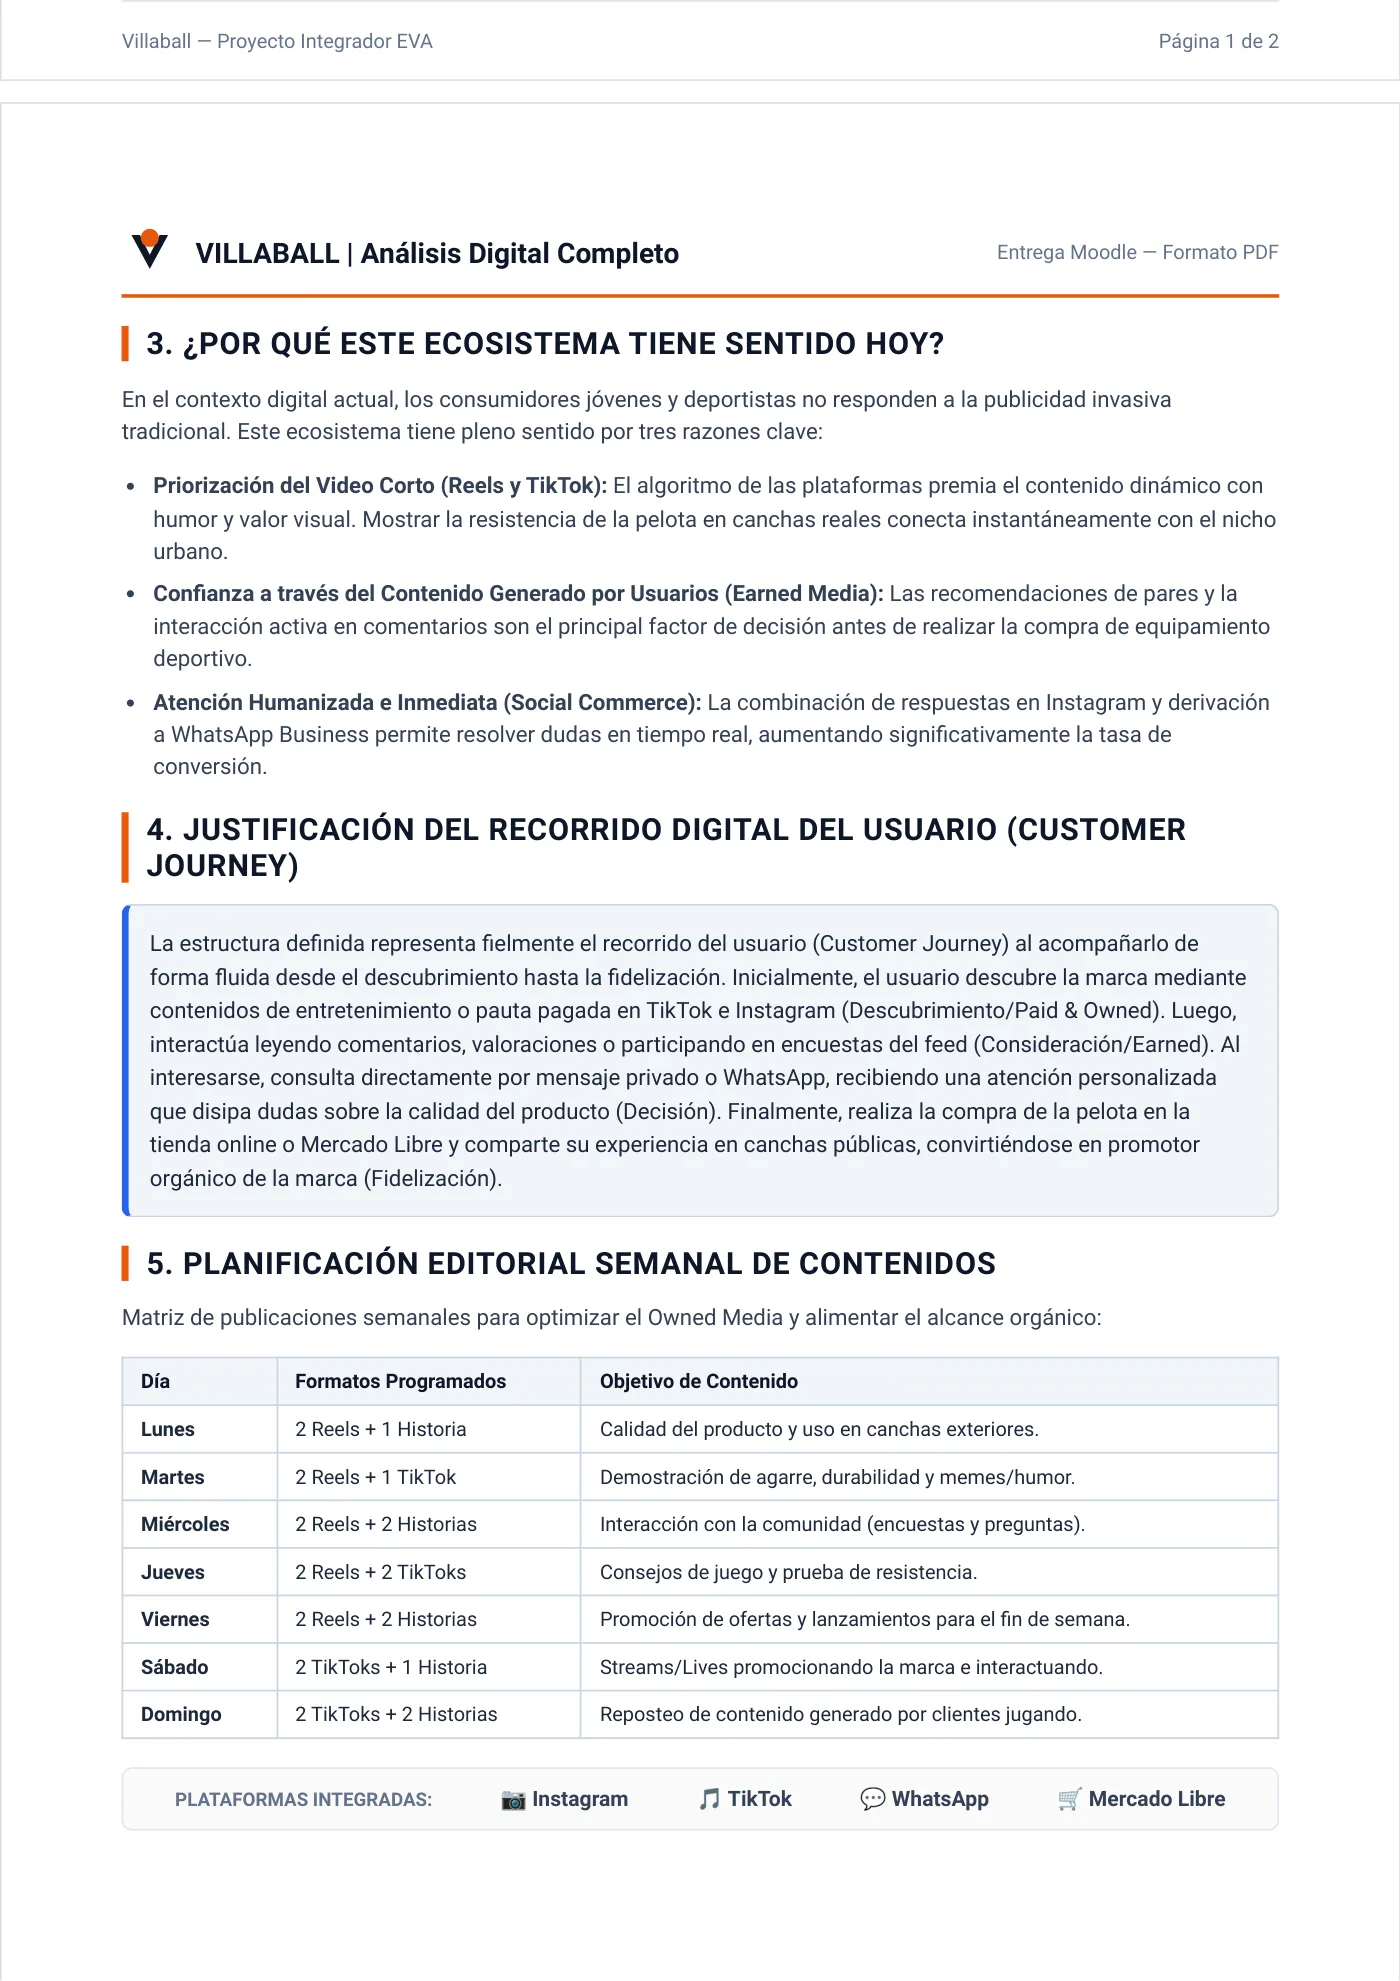 Villaball — Proyecto Integrador EVA
Página 1 de 2
VILLABALL | Análisis Digital Completo
Entrega Moodle — Formato PDF
3. ¿POR QUÉ ESTE ECOSISTEMA TIENE SENTIDO HOY?
En el contexto digital actual, los consumidores jóvenes y deportistas no responden a la publicidad invasiva
tradicional. Este ecosistema tiene pleno sentido por tres razones clave:
• Priorización del Video Corto (Reels y TikTok): El algoritmo de las plataformas premia el contenido dinámico con
humor y valor visual. Mostrar la resistencia de la pelota en canchas reales conecta instantáneamente con el nicho
urbano.
• Confianza a través del Contenido Generado por Usuarios (Earned Media): Las recomendaciones de pares y la
interacción activa en comentarios son el principal factor de decisión antes de realizar la compra de equipamiento
deportivo.
• Atención Humanizada e Inmediata (Social Commerce): La combinación de respuestas en Instagram y derivación
a WhatsApp Business permite resolver dudas en tiempo real, aumentando significativamente la tasa de
conversión.
4. JUSTIFICACIÓN DEL RECORRIDO DIGITAL DEL USUARIO (CUSTOMER
JOURNEY)
La estructura definida representa fielmente el recorrido del usuario (Customer Journey) al acompañarlo de
forma fluida desde el descubrimiento hasta la fidelización. Inicialmente, el usuario descubre la marca mediante
contenidos de entretenimiento o pauta pagada en TikTok e Instagram (Descubrimiento/Paid & Owned). Luego,
interactúa leyendo comentarios, valoraciones o participando en encuestas del feed (Consideración/Earned). Al
interesarse, consulta directamente por mensaje privado o WhatsApp, recibiendo una atención personalizada
que disipa dudas sobre la calidad del producto (Decisión). Finalmente, realiza la compra de la pelota en la
tienda online o Mercado Libre y comparte su experiencia en canchas públicas, convirtiéndose en promotor
orgánico de la marca (Fidelización).
5. PLANIFICACIÓN EDITORIAL SEMANAL DE CONTENIDOS
Matriz de publicaciones semanales para optimizar el Owned Media y alimentar el alcance orgánico:
Día Formatos Programados Objetivo de Contenido
Lunes 2 Reels + 1 Historia Calidad del producto y uso en canchas exteriores.
Martes 2 Reels + 1 TikTok Demostración de agarre, durabilidad y memes/humor.
Miércoles 2 Reels + 2 Historias Interacción con la comunidad (encuestas y preguntas).
Jueves 2 Reels + 2 TikToks Consejos de juego y prueba de resistencia.
Viernes 2 Reels + 2 Historias Promoción de ofertas y lanzamientos para el fin de semana.
Sábado 2 TikToks + 1 Historia Streams/Lives promocionando la marca e interactuando.
Domingo 2 TikToks + 2 Historias Reposteo de contenido generado por clientes jugando.
PLATAFORMAS INTEGRADAS: 📷 Instagram 🎵 TikTok 💬 WhatsApp 🛒 Mercado Libre